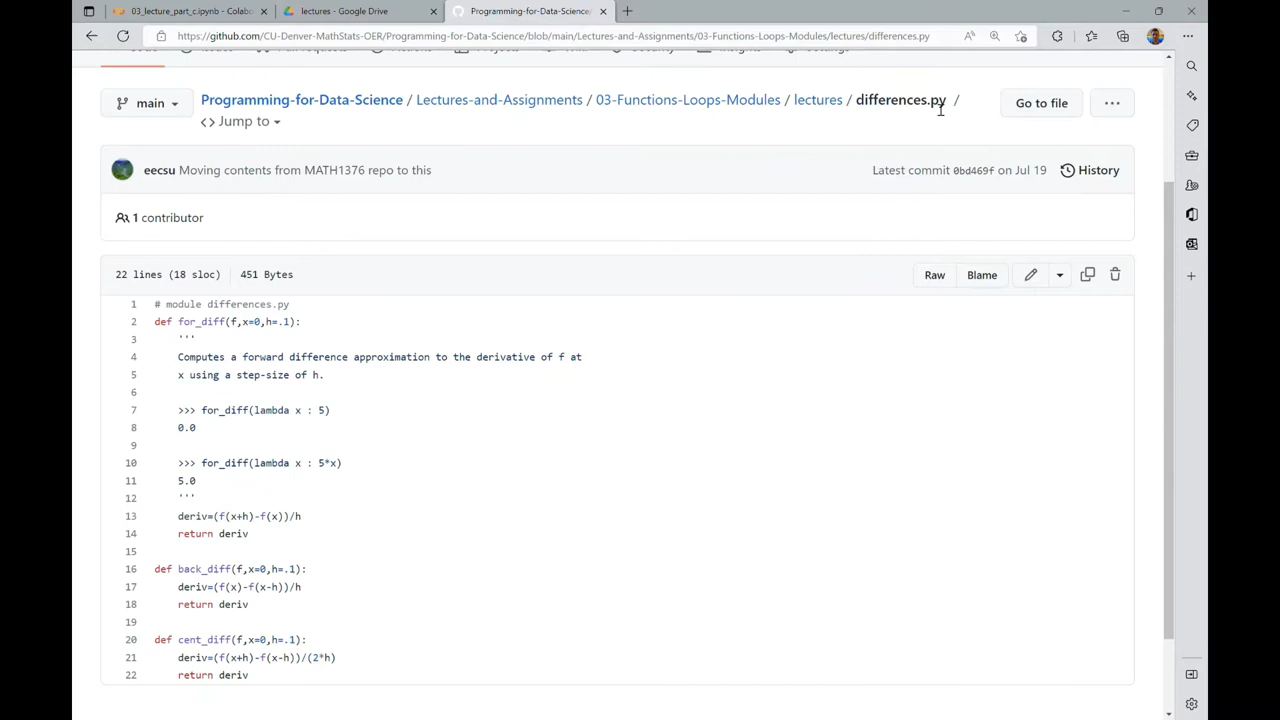 03_lecture_part_c.ipynb - Colabo
lectures - Google Drive
Programming-for-Data-Science/
https://github.com/CU-Denver-MathStats-OER/Programming-for-Data-Science/blob/main/Lectures-and-Assignments/03-Functions-Loops-Modules/lectures/differences.py
main
Programming-for-Data-Science / Lectures-and-Assignments / 03-Functions-Loops-Modules / lectures / differences.py /
<> Jump to
Go to file
...
eecsu Moving contents from MATH1376 repo to this
Latest commit 0bd469f on Jul 19
History
1 contributor
22 lines (18 sloc)
451 Bytes
Raw
Blame
1 # module differences.py
2 def for_diff(f,x=0,h=.1):
3 '''
4 Computes a forward difference approximation to the derivative of f at
5 x using a step-size of h.
6
7 >>> for_diff(lambda x : 5)
8 0.0
9
10 >>> for_diff(lambda x : 5*x)
11 5.0
12 '''
13 deriv=(f(x+h)-f(x))/h
14 return deriv
15
16 def back_diff(f,x=0,h=.1):
17 deriv=(f(x)-f(x-h))/h
18 return deriv
19
20 def cent_diff(f,x=0,h=.1):
21 deriv=(f(x+h)-f(x-h))/(2*h)
22 return deriv